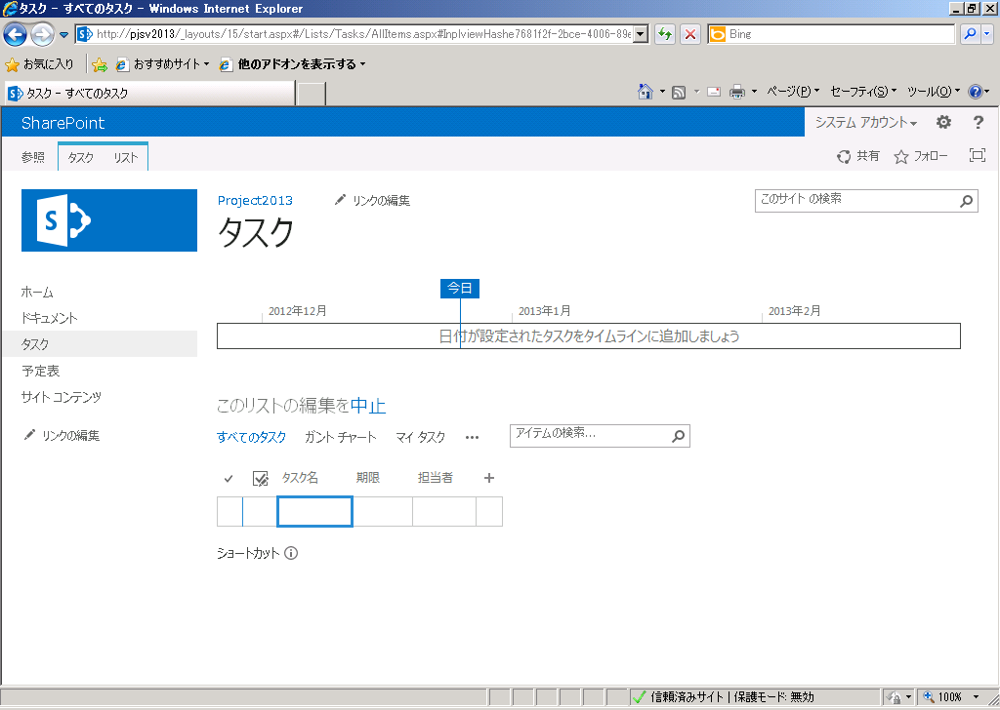 タスク - すべてのタスク - Windows Internet Explorer
http://pjsv2013/_layouts/15/start.aspx#/Lists/Tasks/AllItems.aspx#InplviewHashe7681f2f-2bce-4006-89e
Bing
お気に入り おすすめサイト 他のアドオンを表示する
タスク - すべてのタスク ページ(P) セーフティ(S) ツール(O)
SharePoint システム アカウント ?
参照 タスク リスト 共有 フォロー
S Project2013 リンクの編集 このサイト の検索
タスク
ホーム
ドキュメント
タスク
予定表
サイト コンテンツ
リンクの編集
今日
2012年12月 2013年1月 2013年2月
日付が設定されたタスクをタイムラインに追加しましょう
このリストの編集を中止
すべてのタスク ガント チャート マイ タスク ... アイテムの検索...
タスク名 期限 担当者 +
ショートカット
信頼済みサイト | 保護モード: 無効 100%